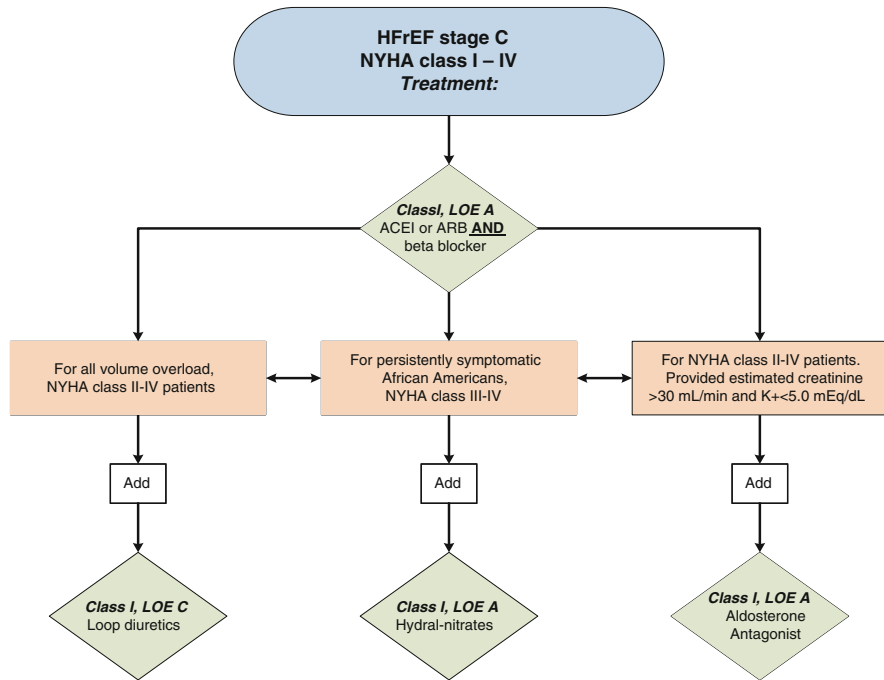 HFrEF stage C
NYHA class I – IV
Treatment:
ClassI, LOE A
ACEI or ARB AND
beta blocker
For all volume overload,
NYHA class II-IV patients
For persistently symptomatic
African Americans,
NYHA class III-IV
For NYHA class II-IV patients.
Provided estimated creatinine
>30 mL/min and K+<5.0 mEq/dL
Add
Add
Add
Class I, LOE C
Loop diuretics
Class I, LOE A
Hydral-nitrates
Class I, LOE A
Aldosterone
Antagonist